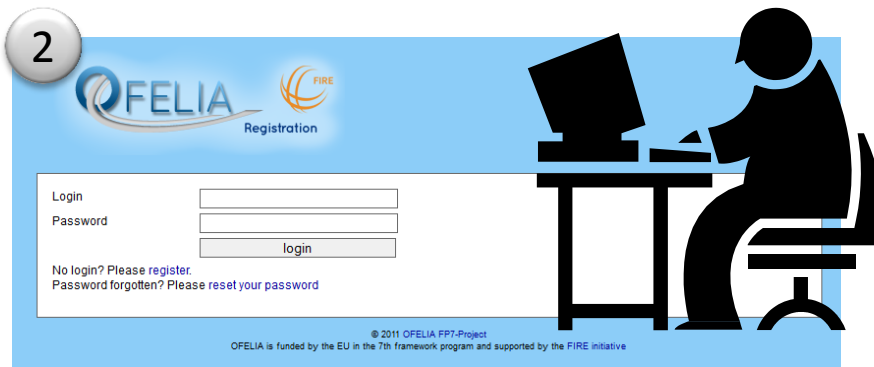 2
OFELIA
FIRE
Registration
Login
Password
login
No login? Please register.
Password forgotten? Please reset your password
© 2011 OFELIA FP7-Project
OFELIA is funded by the EU in the 7th framework program and supported by the FIRE initiative